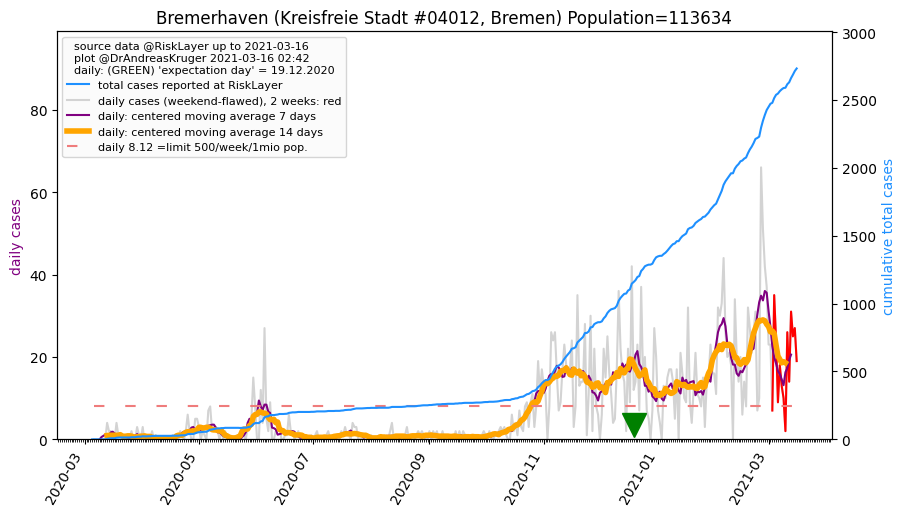 Bremerhaven (Kreisfreie Stadt #04012, Bremen) Population=113634
source data @RiskLayer up to 2021-03-16
plot @DrAndreasKruger 2021-03-16 02:42
daily: (GREEN) 'expectation day' = 19.12.2020
total cases reported at RiskLayer
daily cases (weekend-flawed), 2 weeks: red
daily: centered moving average 7 days
daily: centered moving average 14 days
daily 8.12 =limit 500/week/1mio pop.
daily cases
80
60
40
20
0
cumulative total cases
3000
2500
2000
1500
1000
500
0
2020-03
2020-05
2020-07
2020-09
2020-11
2021-01
2021-03